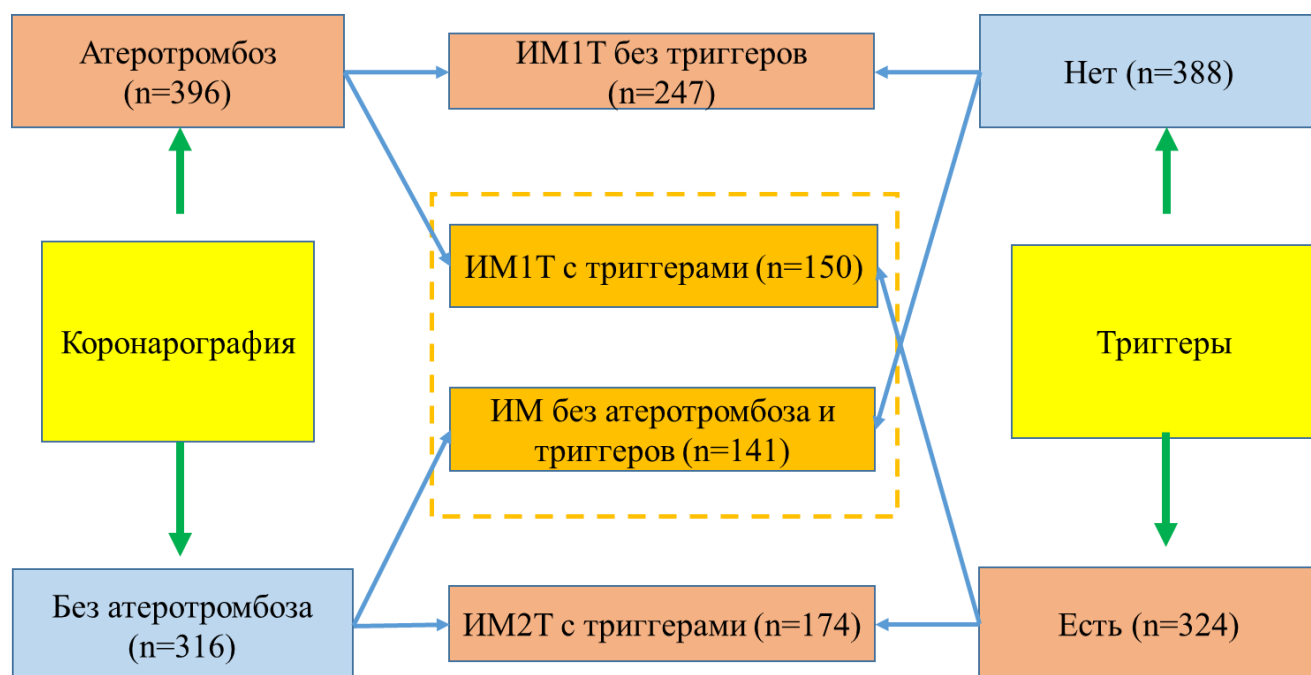 Атеротромбоз
(n=396)
ИМ1Т без триггеров
(n=247)
Нет (n=388)
ИМ1Т с триггерами (n=150)
Коронарография
Триггеры
ИМ без атеротромбоза и
триггеров (n=141)
Без атеротромбоза
(n=316)
ИМ2Т с триггерами (n=174)
Есть (n=324)